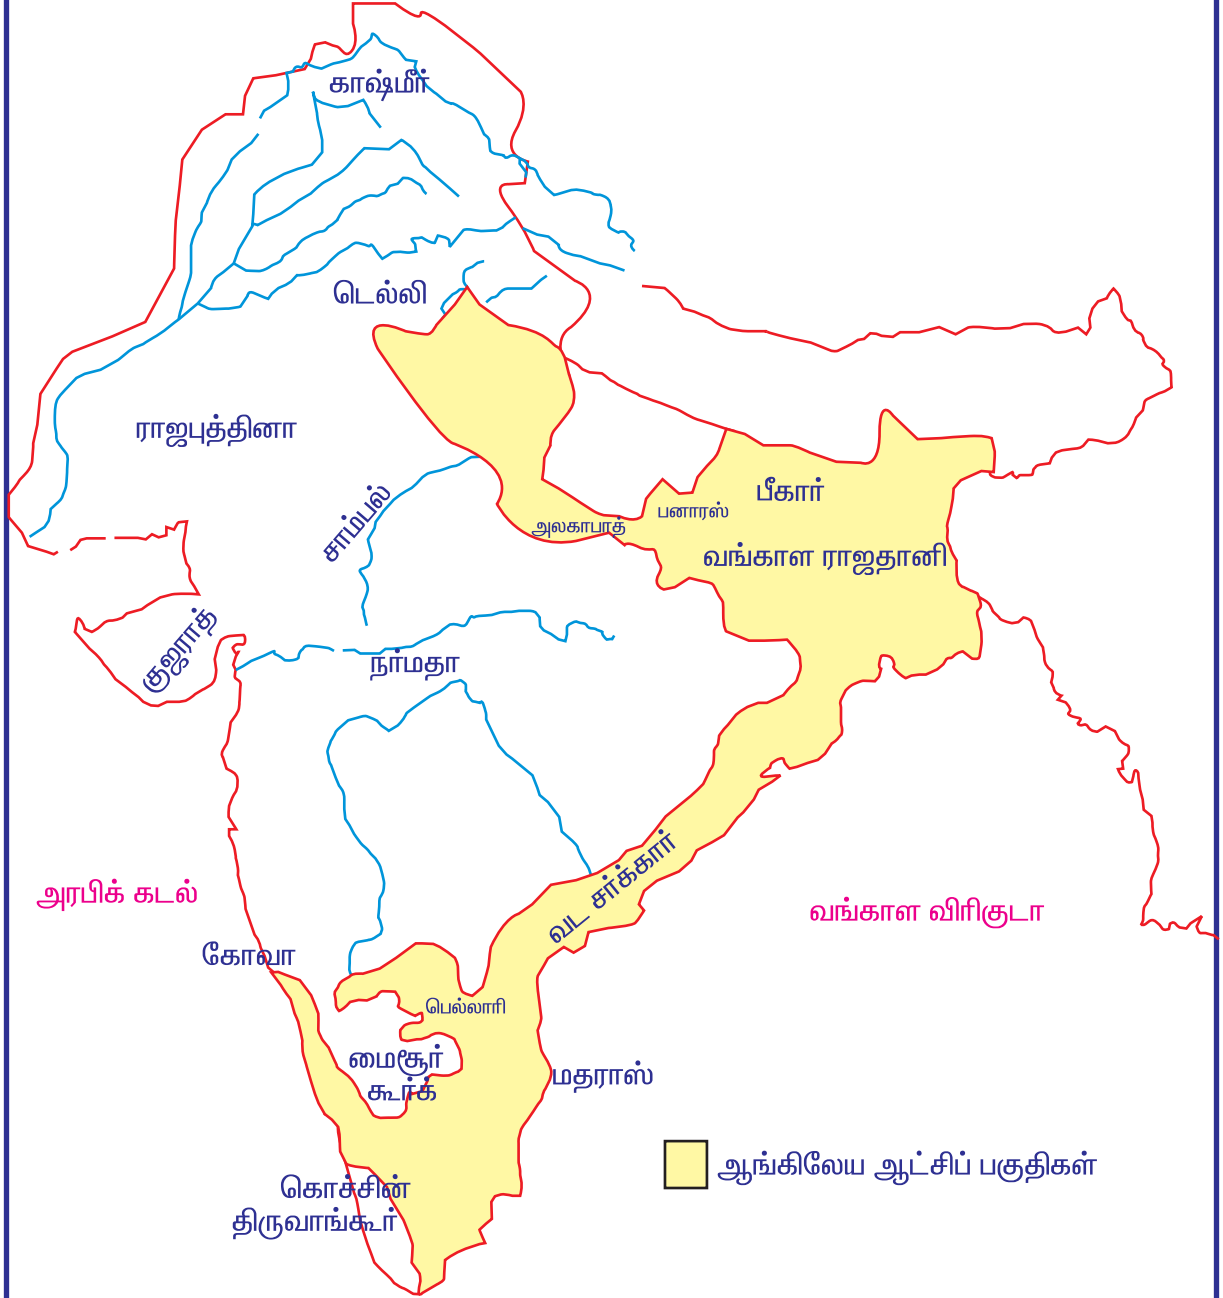 காஷ்மீர்
டெல்லி
ராஜபுத்தினா
சாம்பல்
அலகாபாத்
பனாரஸ்
பீகார்
வங்காள ராஜதானி
குஜராத்
நர்மதா
வட சர்க்கார்
அரபிக் கடல்
வங்காள விரிகுடா
கோவா
பெல்லாரி
மைசூர்
கூர்க்
மதராஸ்
ஆங்கிலேய ஆட்சிப் பகுதிகள்
கொச்சின்
திருவாங்கூர்